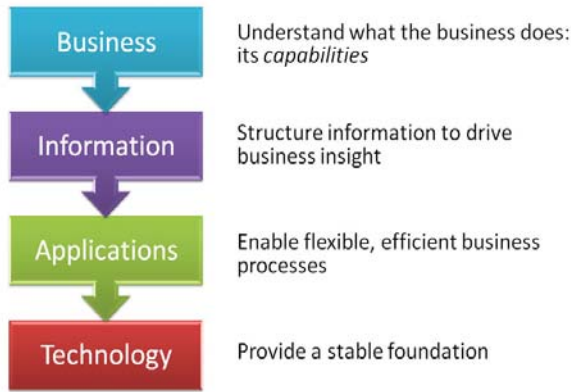 Business
Understand what the business does:
its capabilities
Information
Structure information to drive
business insight
Applications
Enable flexible, efficient business
processes
Technology
Provide a stable foundation